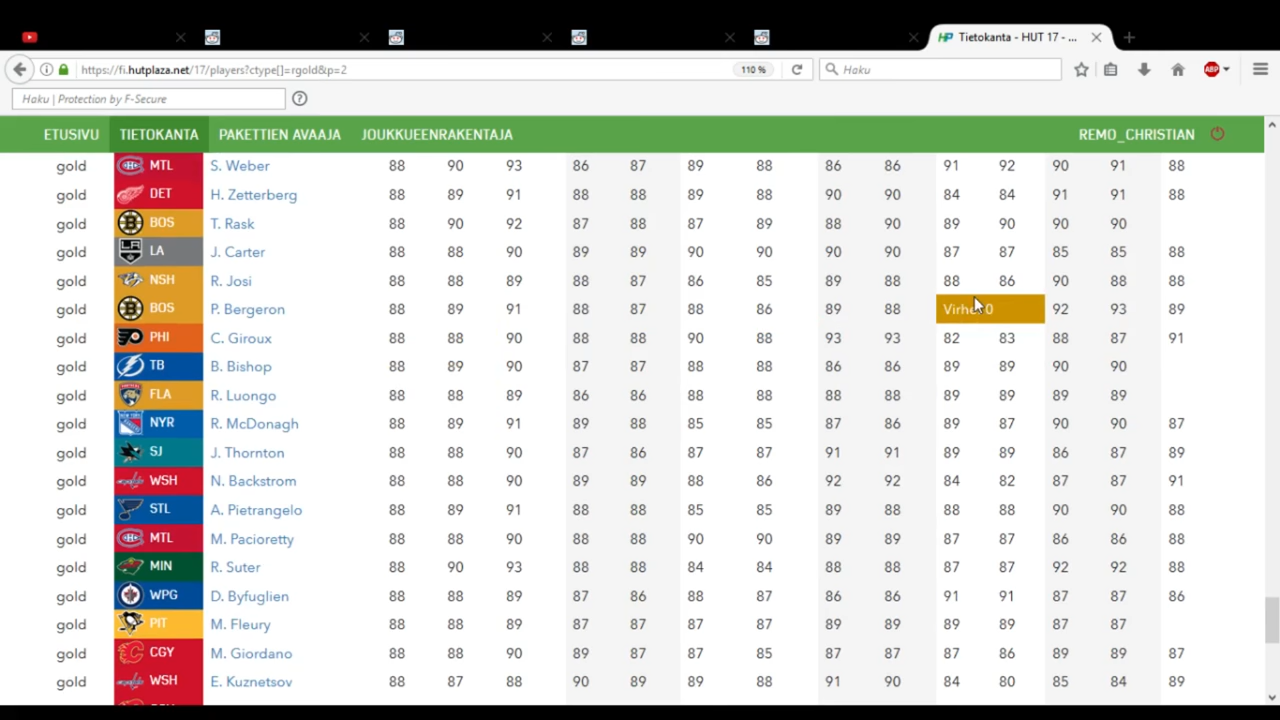 Tietokanta - HUT 17 - ...
https://fi.hutplaza.net/17/players?ctype[]=rgold&p=2
110 %
Haku
ABP
Haku | Protection by F-Secure
ETUSIVU TIETOKANTA PAKETTIEN AVAAJA JOUKKUEENRAKENTAJA REMO_CHRISTIAN
gold MTL S. Weber 88 90 93 86 87 89 88 86 86 91 92 90 91 88
gold DET H. Zetterberg 88 89 91 88 88 89 88 90 90 84 84 91 91 88
gold BOS T. Rask 88 90 92 87 88 87 89 88 90 89 90 90 90
gold LA J. Carter 88 88 90 89 89 90 90 90 90 87 87 85 85 88
gold NSH R. Josi 88 88 89 88 87 86 85 89 88 88 86 90 88 88
gold BOS P. Bergeron 88 89 90 88 87 88 86 89 88 0 92 93 89
gold PHI C. Giroux 88 88 90 88 88 90 88 93 93 82 83 88 87 91
gold TB B. Bishop 88 89 90 87 87 88 88 86 86 89 89 90 90
gold FLA R. Luongo 88 88 89 86 86 88 88 88 88 89 89 89 89
gold NYR R. McDonagh 88 89 91 89 88 85 85 87 86 89 87 90 90 87
gold SJ J. Thornton 88 88 90 87 86 87 87 91 91 89 89 86 87 89
gold WSH N. Backstrom 88 88 90 89 89 88 86 92 92 84 82 87 87 91
gold STL A. Pietrangelo 88 89 91 88 88 85 85 89 88 88 88 90 90 88
gold MTL M. Pacioretty 88 88 90 88 88 90 90 89 89 87 87 86 86 88
gold MIN R. Suter 88 90 93 88 88 84 84 88 88 87 87 92 92 88
gold WPG D. Byfuglien 88 88 89 87 86 88 87 86 86 91 91 87 87 86
gold PIT M. Fleury 88 88 89 87 87 87 87 89 89 89 89 87 87
gold CGY M. Giordano 88 88 90 89 87 87 85 87 87 87 86 89 89 87
gold WSH E. Kuznetsov 88 87 88 90 89 89 88 91 90 84 80 85 84 89